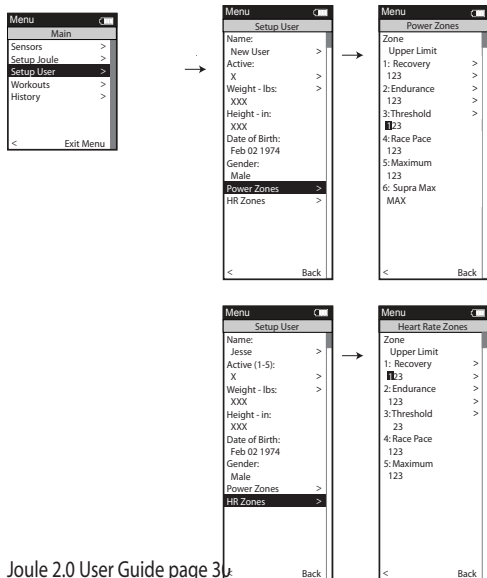 Menu
Main
Sensors >
Setup Joule >
Setup User >
Workouts >
History >
< Exit Menu
Menu
Setup User
Name:
New User >
Active:
X >
Weight - lbs: >
XXX
Height - in:
XXX
Date of Birth:
Feb 02 1974
Gender:
Male
Power Zones >
HR Zones >
< Back
Menu
Power Zones
Zone
Upper Limit
1: Recovery >
123 >
2: Endurance >
123 >
3: Threshold >
123
4: Race Pace
123
5: Maximum
123
6: Supra Max
MAX
< Back
Menu
Setup User
Name:
Jesse >
Active (1-5):
X >
Weight - lbs: >
XXX
Height - in:
XXX
Date of Birth:
Feb 02 1974
Gender:
Male
Power Zones >
HR Zones >
< Back
Menu
Heart Rate Zones
Zone
Upper Limit
1: Recovery >
123 >
2: Endurance >
123 >
3: Threshold >
23
4: Race Pace
123
5: Maximum
123
< Back
Joule 2.0 User Guide page